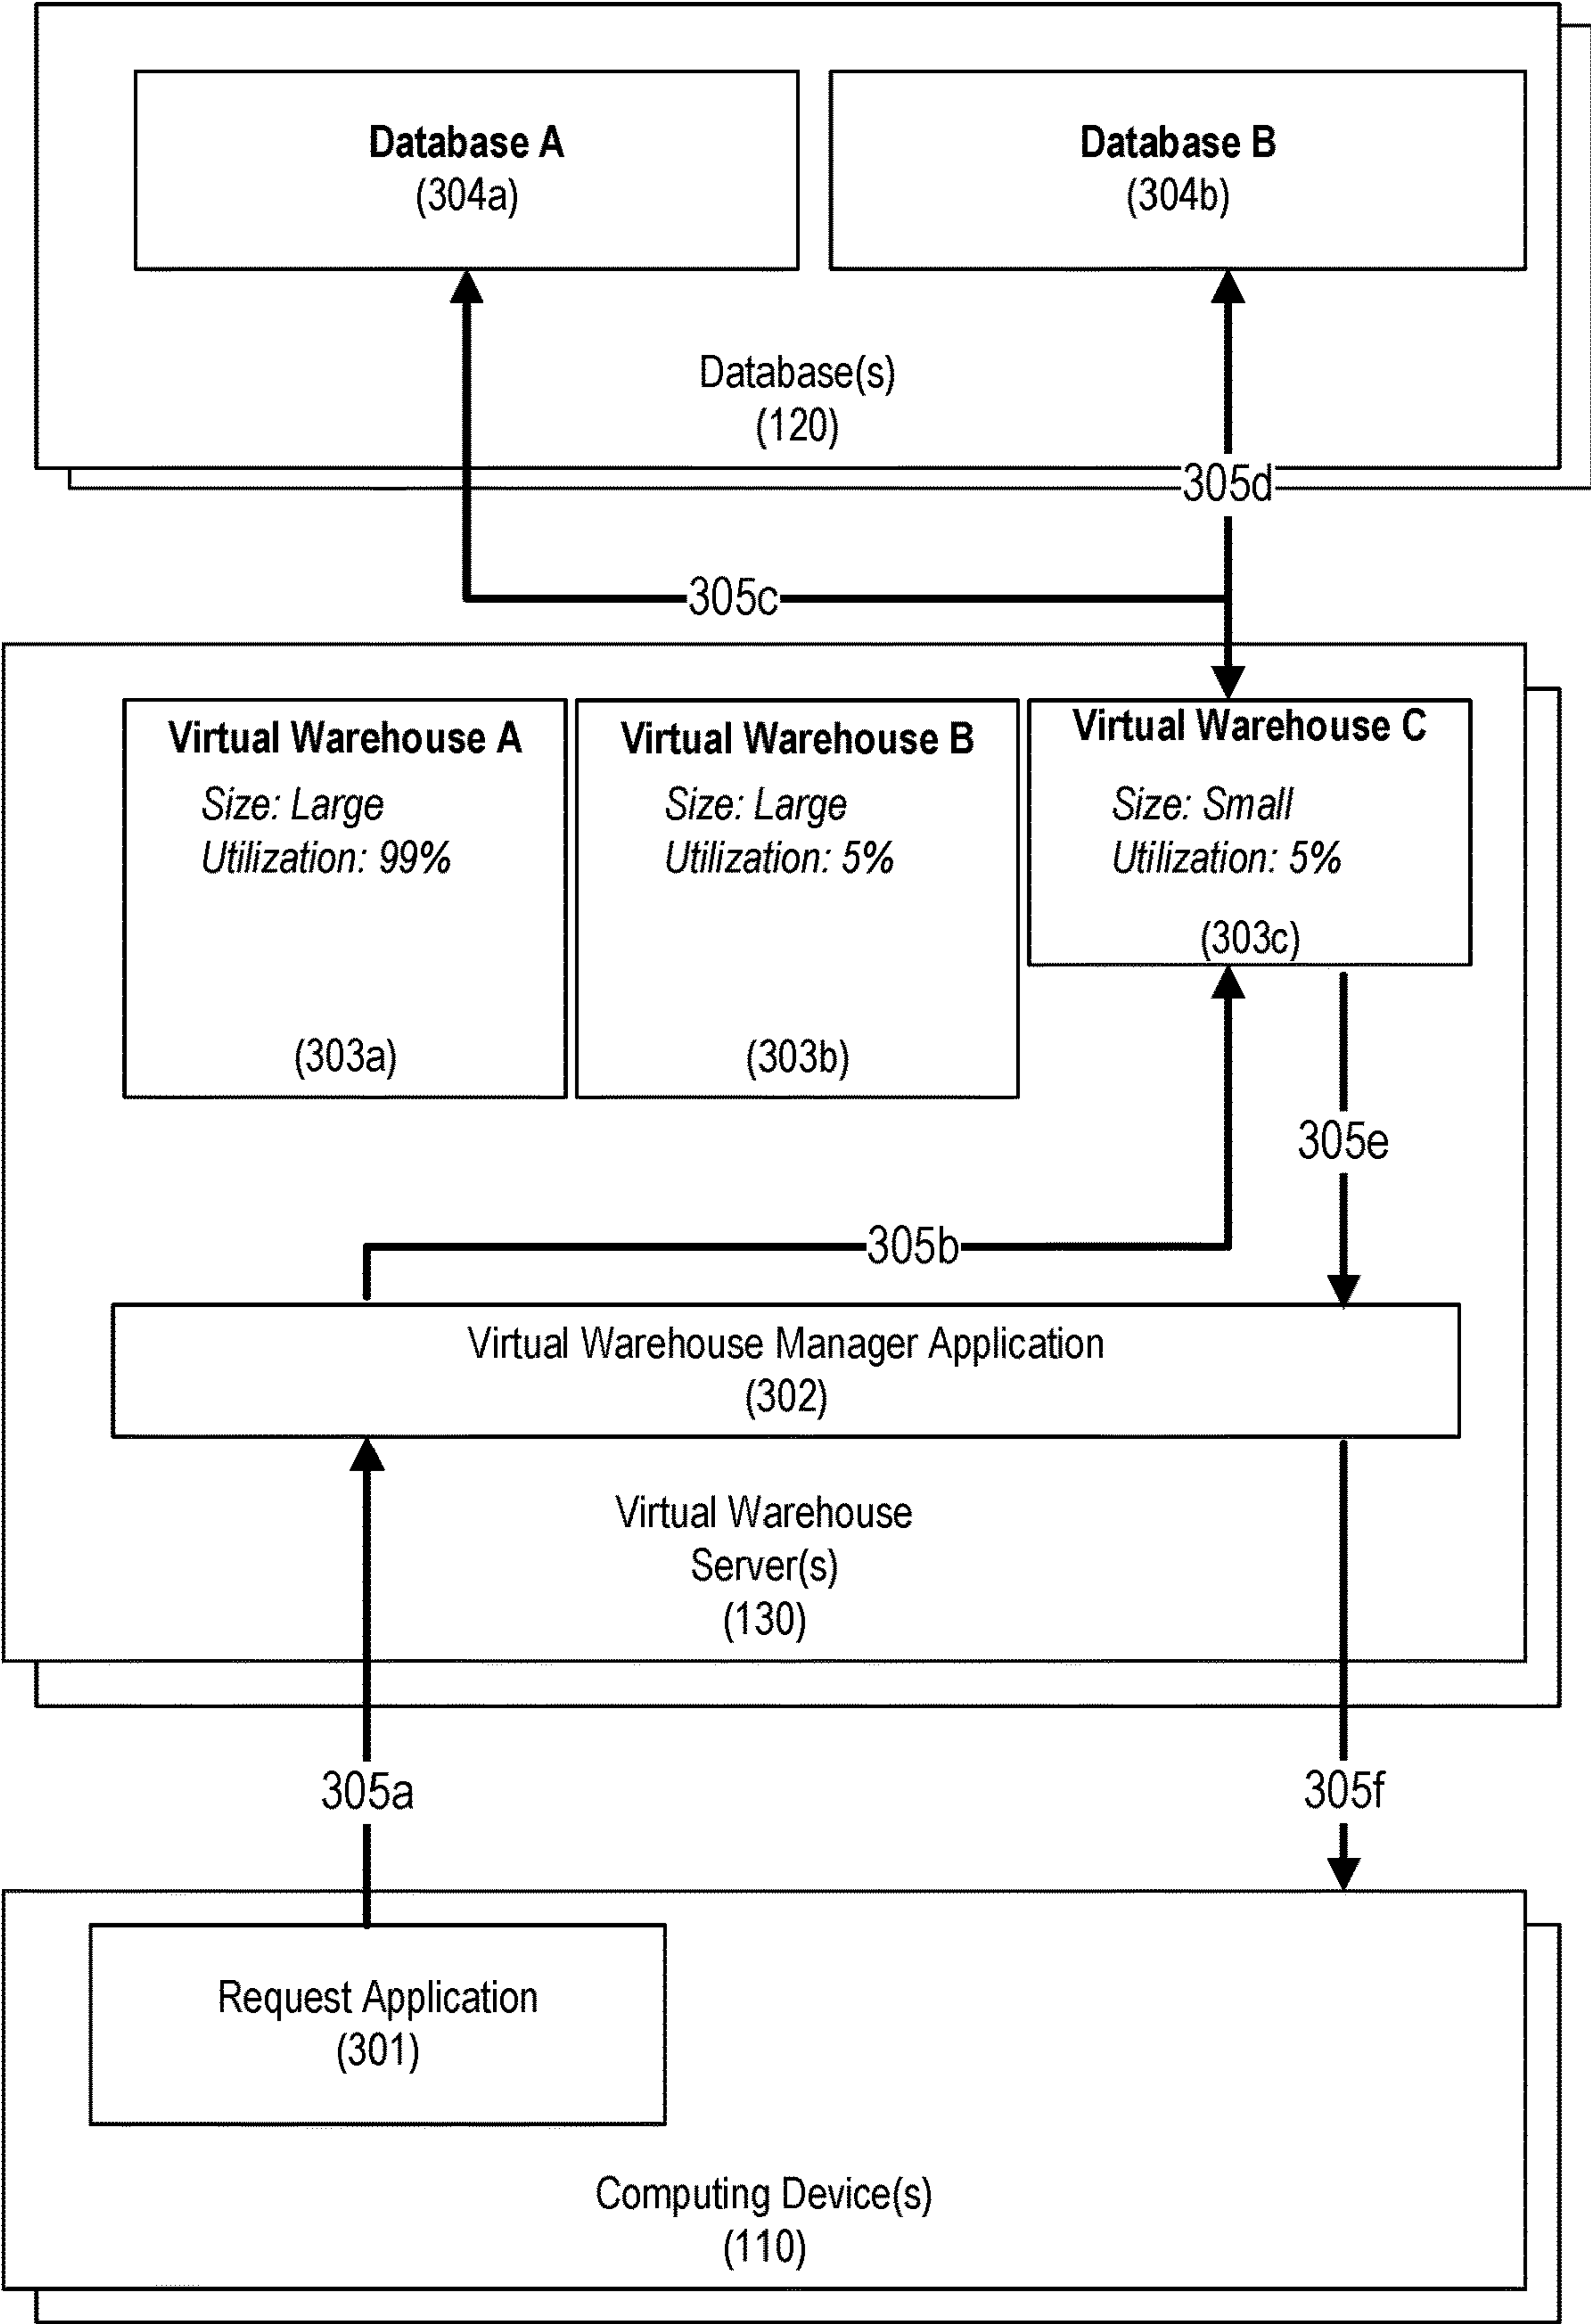 Database A
(304a)
Database B
(304b)
Database(s)
(120)
305d
305c
Virtual Warehouse A
Size: Large
Utilization: 99%
(303a)
Virtual Warehouse B
Size: Large
Utilization: 5%
(303b)
Virtual Warehouse C
Size: Small
Utilization: 5%
(303c)
305e
305b
Virtual Warehouse Manager Application
(302)
Virtual Warehouse
Server(s)
(130)
305a
305f
Request Application
(301)
Computing Device(s)
(110)